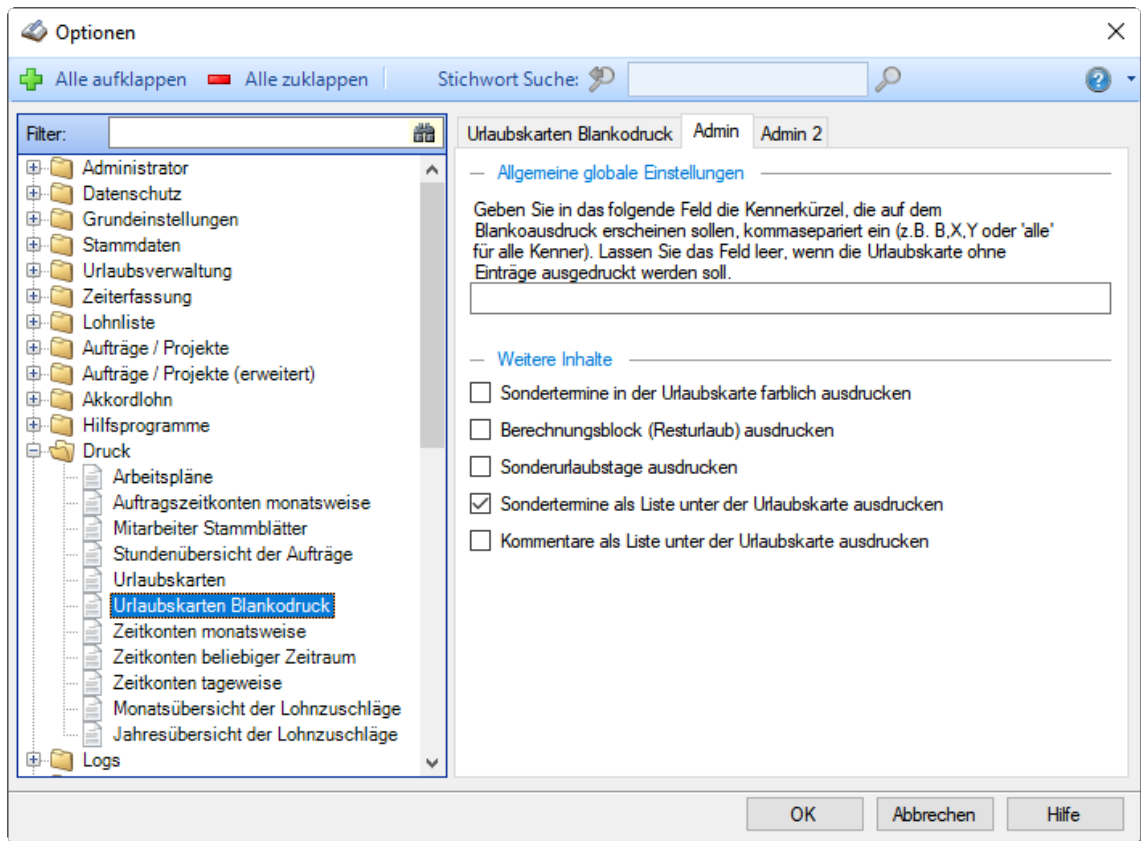 Optionen
Alle aufklappen
Alle zuklappen
Stichwort Suche:
Filter:
Administrator
Datenschutz
Grundeinstellungen
Stammdaten
Urlaubsverwaltung
Zeiterfassung
Lohnliste
Aufträge / Projekte
Aufträge / Projekte (erweitert)
Akkordlohn
Hilfsprogramme
Druck
Arbeitspläne
Auftragszeitkonten monatsweise
Mitarbeiter Stammblätter
Stundenübersicht der Aufträge
Urlaubskarten
Urlaubskarten Blankodruck
Zeitkonten monatsweise
Zeitkonten beliebiger Zeitraum
Zeitkonten tageweise
Monatsübersicht der Lohnzuschläge
Jahresübersicht der Lohnzuschläge
Logs
Urlaubskarten Blankodruck
Admin
Admin 2
Allgemeine globale Einstellungen
Geben Sie in das folgende Feld die Kennerkürzel, die auf dem
Blankoausdruck erscheinen sollen, kommasepariert ein (z.B. B,X,Y oder 'alle'
für alle Kenner). Lassen Sie das Feld leer, wenn die Urlaubskarte ohne
Einträge ausgedruckt werden soll.
Weitere Inhalte
Sondertermine in der Urlaubskarte farblich ausdrucken
Berechnungsblock (Resturlaub) ausdrucken
Sonderurlaubstage ausdrucken
Sondertermine als Liste unter der Urlaubskarte ausdrucken
Kommentare als Liste unter der Urlaubskarte ausdrucken
OK
Abbrechen
Hilfe